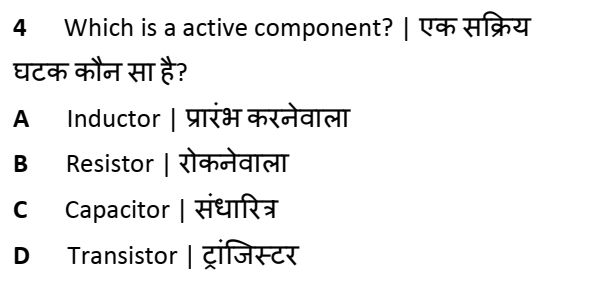 4 Which is a active component? | एक सक्रिय
घटक कौन सा है?
A Inductor | प्रारंभ करनेवाला
B Resistor | रोकनेवाला
C Capacitor | संधारित्र
D Transistor | ट्रांजिस्टर